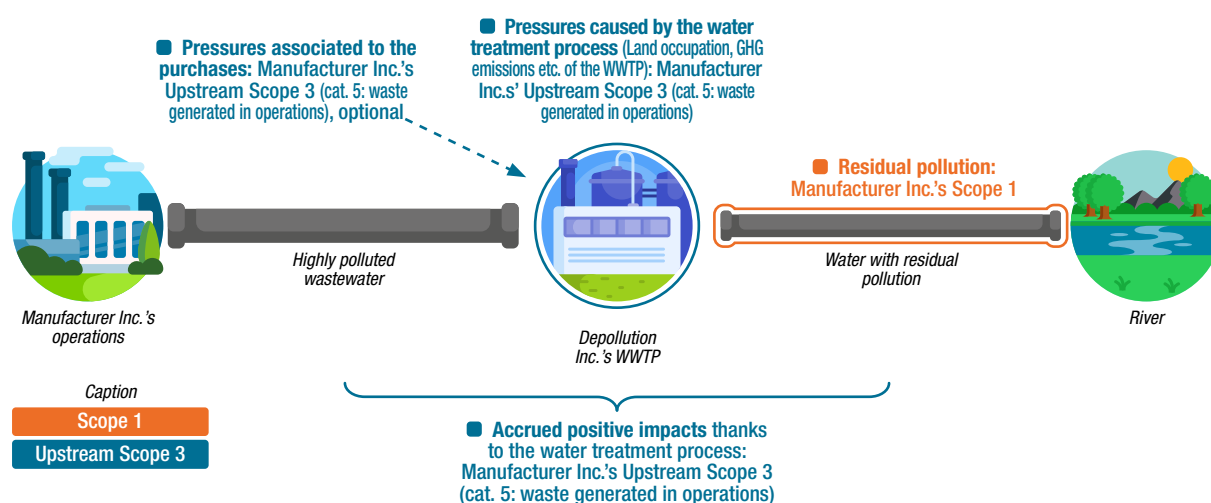 Pressures associated to the
purchases: Manufacturer Inc.'s
Upstream Scope 3 (cat. 5: waste
generated in operations), optional
Pressures caused by the water
treatment process (Land occupation, GHG
emissions etc. of the WWTP): Manufacturer
Inc.s' Upstream Scope 3 (cat. 5: waste
generated in operations)
Residual pollution:
Manufacturer Inc.'s Scope 1
Highly polluted
wastewater
Water with residual
pollution
Manufacturer Inc.'s
operations
Depollution
Inc.'s WWTP
River
Caption
Scope 1
Upstream Scope 3
Accrued positive impacts thanks
to the water treatment process:
Manufacturer Inc.'s Upstream Scope 3
(cat. 5: waste generated in operations)